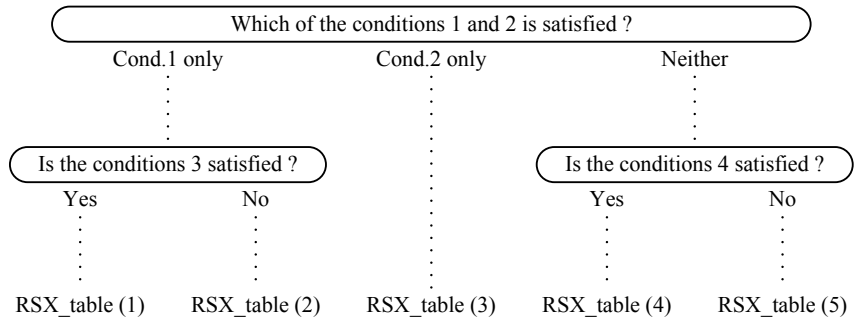 Which of the conditions 1 and 2 is satisfied ?
Cond.1 only Cond.2 only Neither
Is the conditions 3 satisfied ? Is the conditions 4 satisfied ?
Yes No Yes No
RSX_table (1) RSX_table (2) RSX_table (3) RSX_table (4) RSX_table (5)